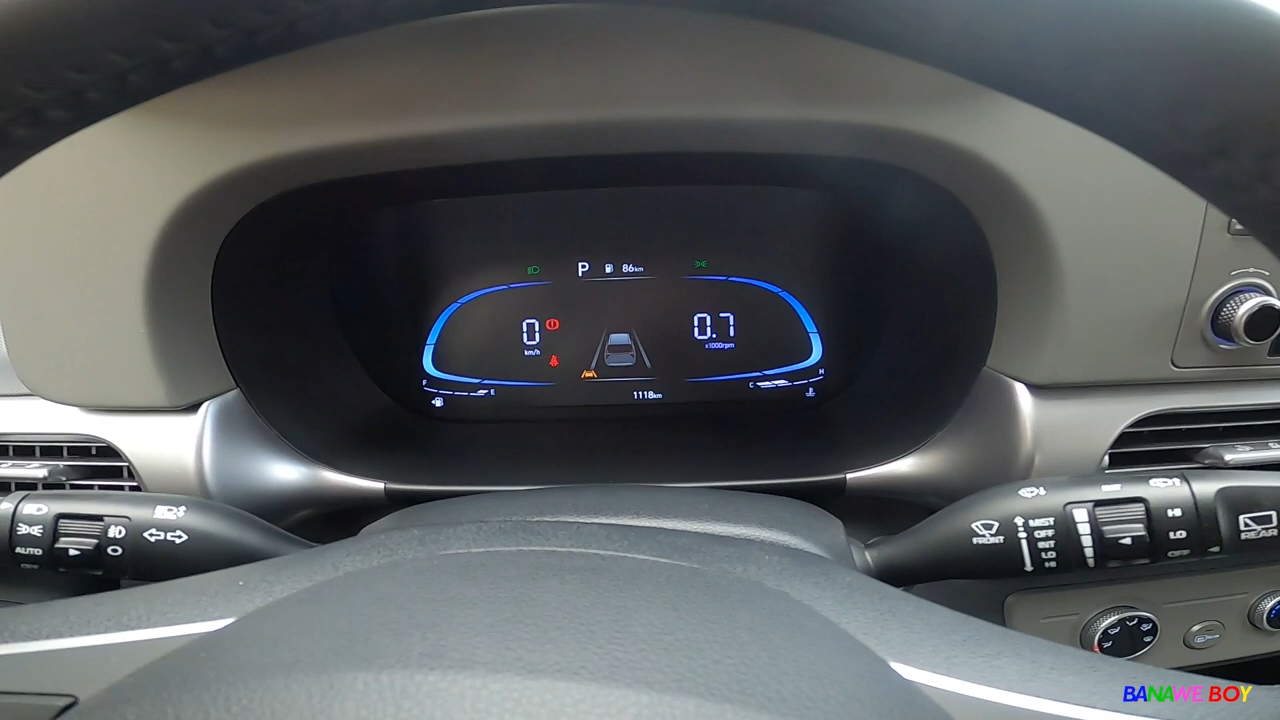 P 86km
0
km/h
0.7
x1000rpm
F E
C H
1118km
AUTO
OFF
FRONT
MIST
OFF
INT
LO
HI
HI
LO
OFF
REAR
BANAWE BOY